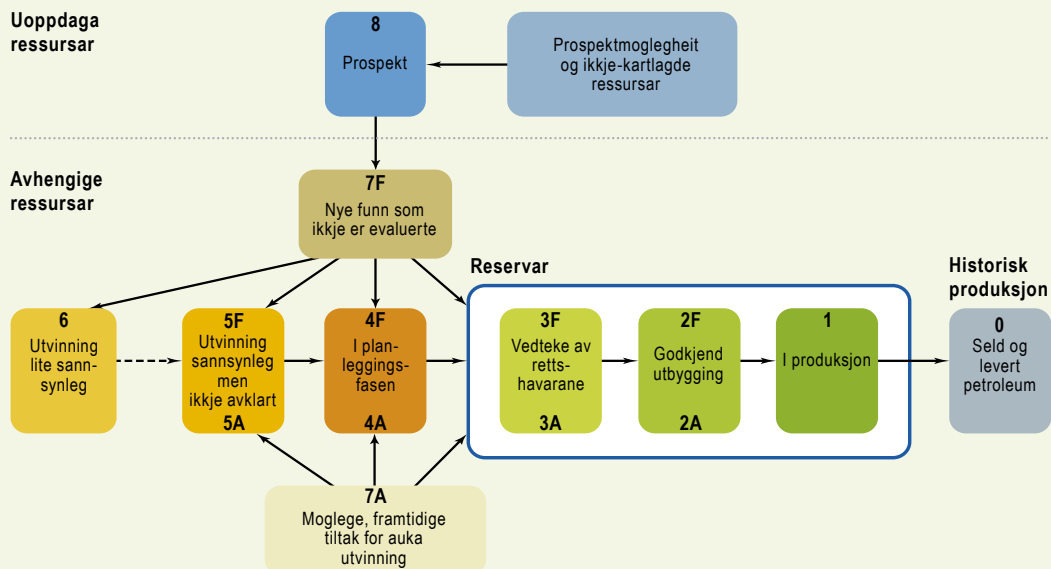 Uoppdaga
ressursar
8
Prospekt
Prospektmoglegheit
og ikkje-kartlagde
ressursar
Avhengige
ressursar
7F
Nye funn som
ikkje er evaluerte
Reservar
Historisk
produksjon
6
Utvinning
lite sann-
synleg
5F
Utvinning
sannsynleg
men
ikkje avklart
5A
4F
I plan-
leggings-
fasen
4A
3F
Vedteke av
retts-
havarane
3A
2F
Godkjend
utbygging
2A
1
I produksjon
0
Seld og
levert
petroleum
7A
Moglege, framtidige
tiltak for auka
utvinning